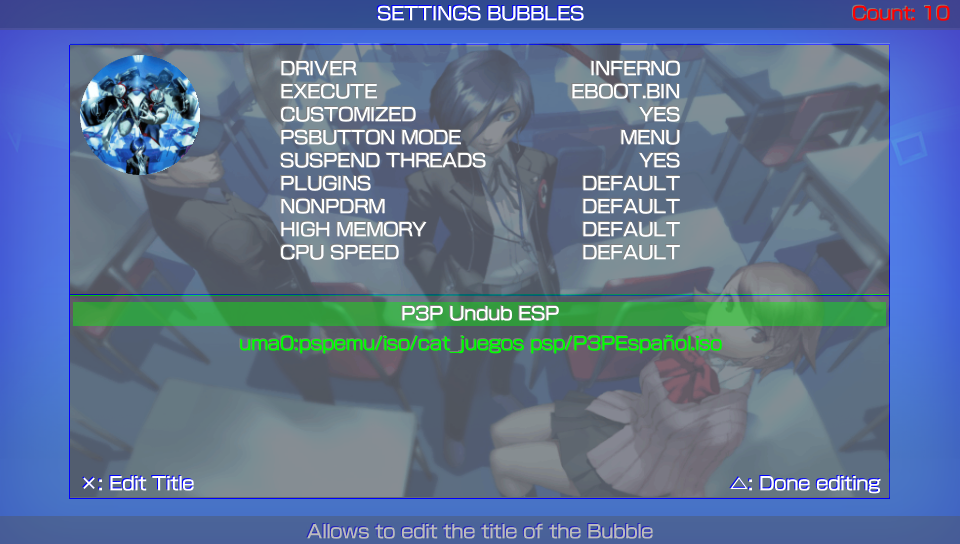 SETTINGS BUBBLES
Count: 10
DRIVER INFERNO
EXECUTE EBOOT.BIN
CUSTOMIZED YES
PSBUTTON MODE MENU
SUSPEND THREADS YES
PLUGINS DEFAULT
NONPDRM DEFAULT
HIGH MEMORY DEFAULT
CPU SPEED DEFAULT
P3P Undub ESP
uma0:pspemu/iso/cat_juegos psp/P3PEspañol.iso
×: Edit Title
△: Done editing
Allows to edit the title of the Bubble